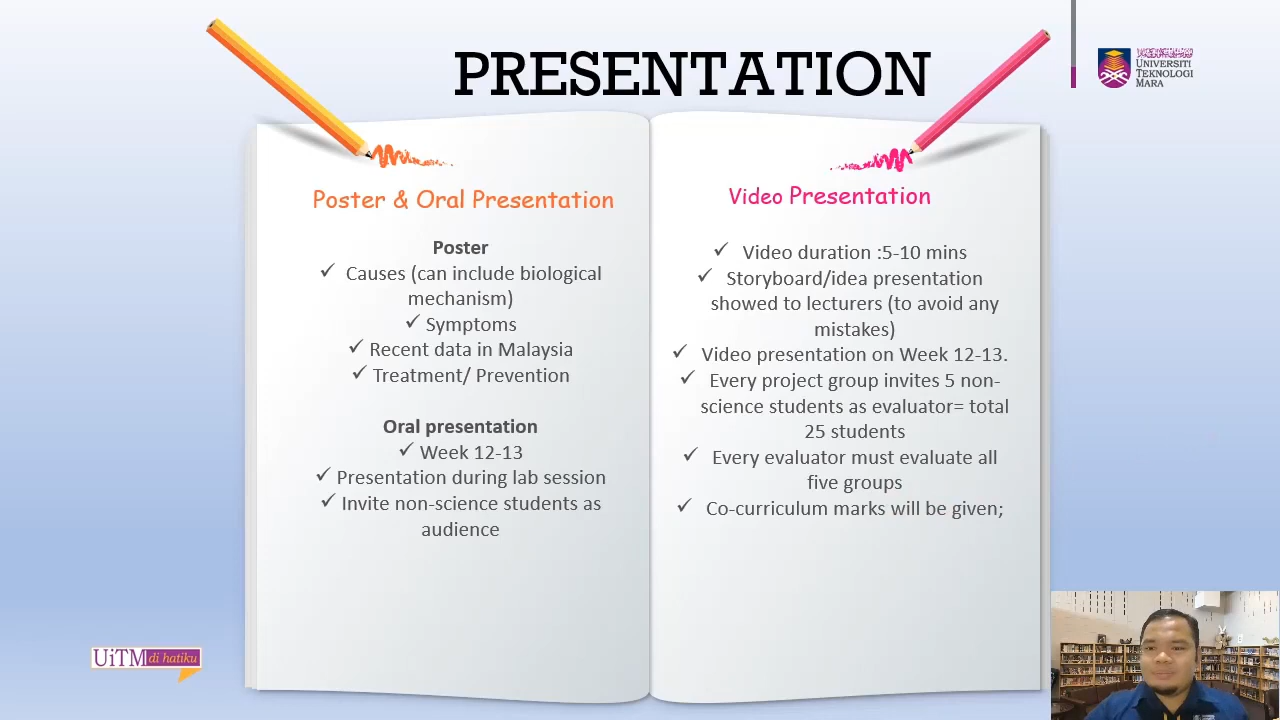 PRESENTATION
UNIVERSITI
TEKNOLOGI
MARA
Poster & Oral Presentation
Poster
✓ Causes (can include biological
mechanism)
✓ Symptoms
✓ Recent data in Malaysia
✓ Treatment/ Prevention
Oral presentation
✓ Week 12-13
✓ Presentation during lab session
✓ Invite non-science students as
audience
Video Presentation
✓ Video duration :5-10 mins
✓ Storyboard/idea presentation
showed to lecturers (to avoid any
mistakes)
✓ Video presentation on Week 12-13.
✓ Every project group invites 5 non-
science students as evaluator= total
25 students
✓ Every evaluator must evaluate all
five groups
✓ Co-curriculum marks will be given;
UiTM di hatiku